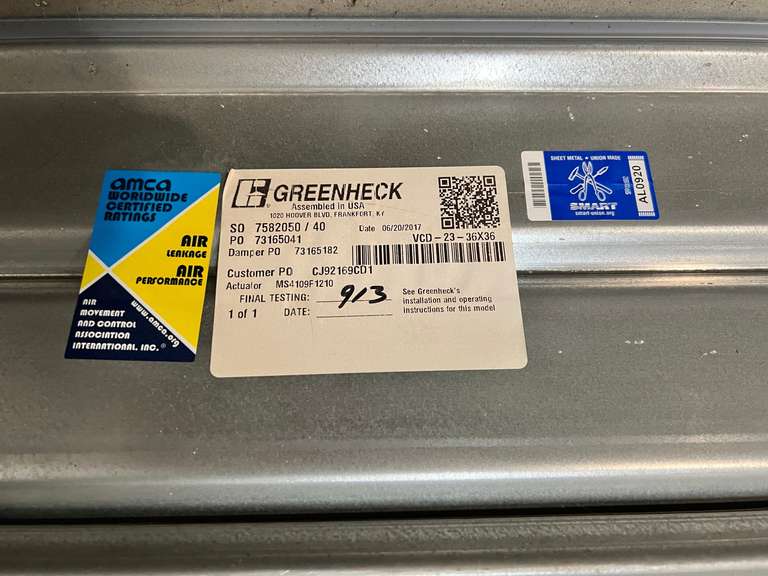 amca
WORLDWIDE
CERTIFIED
RATINGS
AIR
LEAKAGE
AIR
PERFORMANCE
AIR
MOVEMENT
AND CONTROL
ASSOCIATION
INTERNATIONAL, INC.®
www.amca.org
GREENHECK
Assembled in USA
1020 HOOVER BLVD, FRANKFORT, KY
SO 7582050 / 40
Date 06/20/2017
PO 73165041
VCD-23-36X36
Damper PO 73165182
Customer PO CJ92169CD1
Actuator MS4109F1210
FINAL TESTING: 913
1 of 1 DATE:
See Greenheck's
installation and operating
instructions for this model
SHEET METAL • UNION MADE
SMART
smart-union.org
AL0920